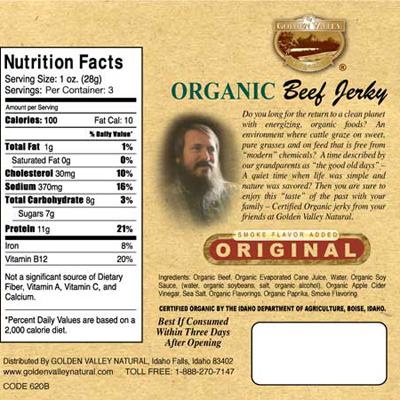 Nutrition Facts
Serving Size: 1 oz. (28g)
Servings: Per Container: 3
Amount per Serving
Calories: 100 Fat Cal: 10
% Daily Value*
Total Fat 1g 1%
Saturated Fat 0g 0%
Cholesterol 30mg 10%
Sodium 370mg 16%
Total Carbohydrate 8g 3%
Sugars 7g
Protein 11g 21%
Iron 8%
Vitamin B12 20%
Not a significant source of Dietary
Fiber, Vitamin A, Vitamin C, and
Calcium.
*Percent Daily Values are based on a
2,000 calorie diet.
GOLDEN VALLEY
®
ORGANIC Beef Jerky
Do you long for the return to a clean planet
with energizing, organic foods? An
environment where cattle graze on sweet,
pure grasses and on feed that is free from
"modern" chemicals? A time described by
our grandparents as "the good old days" –
A quiet time when life was simple and
nature was savored? Then you are sure to
enjoy this "taste" of the past with your
family – Certified Organic jerky from your
friends at Golden Valley Natural.
SMOKE FLAVOR ADDED
ORIGINAL
Ingredients: Organic Beef, Organic Evaporated Cane Juice, Water, Organic Soy
Sauce, (water, organic soybeans, salt, organic alcohol), Organic Apple Cider
Vinegar, Sea Salt, Organic Flavorings, Organic Paprika, Smoke Flavoring.
CERTIFIED ORGANIC BY THE IDAHO DEPARTMENT OF AGRICULTURE, BOISE, IDAHO.
Best If Consumed
Within Three Days
After Opening
Distributed By GOLDEN VALLEY NATURAL, Idaho Falls, Idaho 83402
www.goldenvalleynatural.com TOLL FREE: 1-888-270-7147
CODE 620B